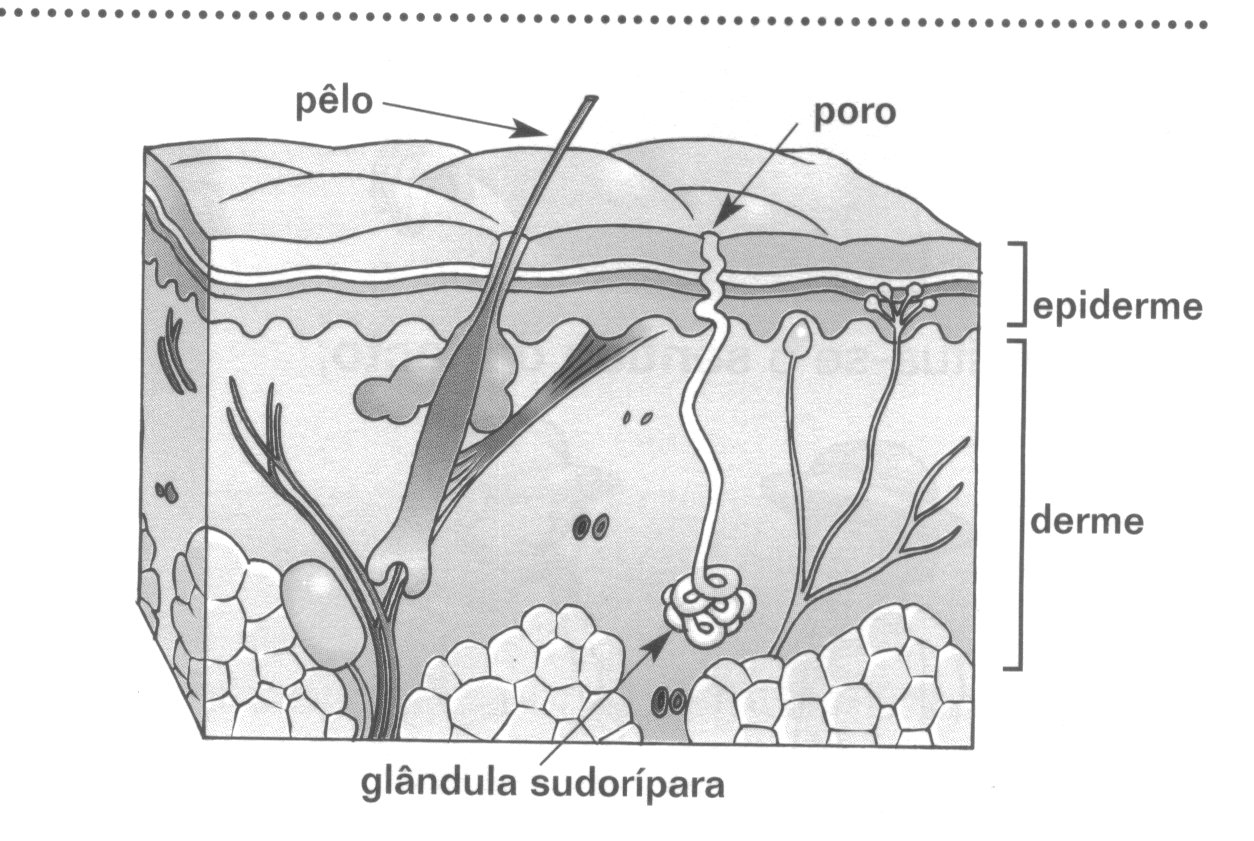 pêlo
poro
epiderme
derme
glândula sudorípara